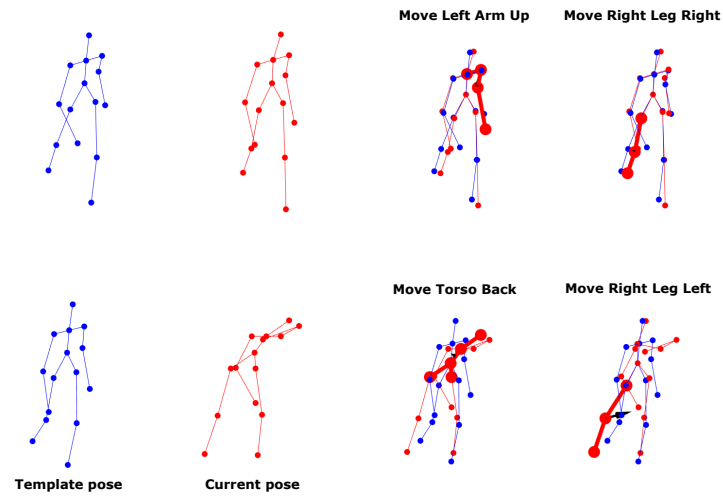 Move Left Arm Up
Move Right Leg Right
Move Torso Back
Move Right Leg Left
Template pose
Current pose